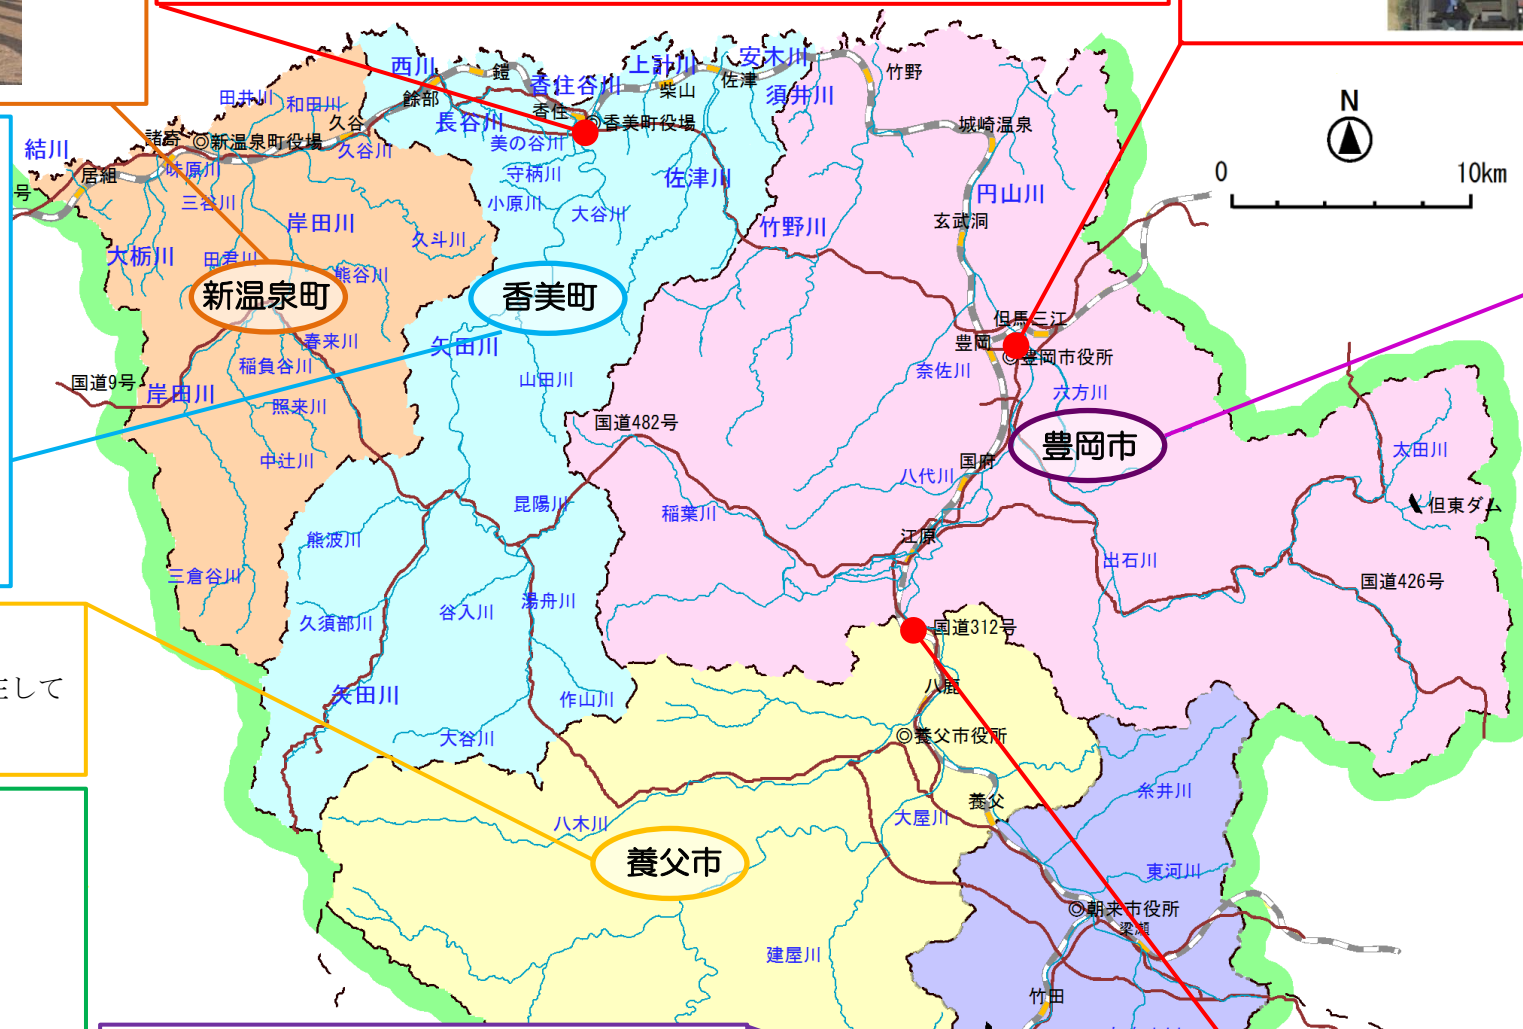 西川
鎧
香住谷川
上計川
安木川
佐津
柴山
須井川
竹野
田井川
和田川
餘部
香住
N
結川
諸寄
◎新温泉町役場
久谷
久谷川
長谷川
美の谷川
◎香美町役場
城崎温泉
0
10km
号
居組
味原川
守柄川
佐津川
円山川
三谷川
岸田川
小原川
大谷川
竹野川
玄武洞
大栃川
田君川
久斗川
熊谷川
新温泉町
香美町
春来川
矢田川
但馬三江
豊岡
◎豊岡市役所
稲負谷川
山田川
奈佐川
国道9号
岸田川
照来川
六方川
国道482号
豊岡市
中辻川
国府
八代川
太田川
昆陽川
稲葉川
但東ダム
熊波川
江原
出石川
三倉谷川
国道426号
谷入川
湯舟川
久須部川
国道312号
生して
矢田川
作山川
八鹿
大谷川
◎養父市役所
糸井川
養父
八木川
大屋川
養父市
東河川
◎朝来市役所
梁瀬
建屋川
竹田